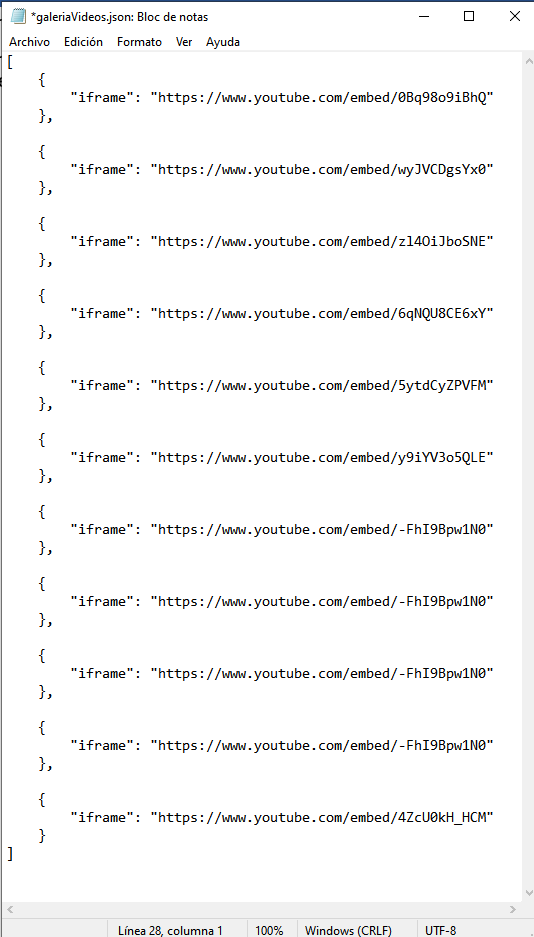 *galeriaVideos.json: Bloc de notas
Archivo Edición Formato Ver Ayuda
[
    {
        "iframe": "https://www.youtube.com/embed/0Bq98o9iBhQ"
    },

    {
        "iframe": "https://www.youtube.com/embed/wyJVCDgsYx0"
    },

    {
        "iframe": "https://www.youtube.com/embed/zl4OiJboSNE"
    },

    {
        "iframe": "https://www.youtube.com/embed/6qNQU8CE6xY"
    },

    {
        "iframe": "https://www.youtube.com/embed/5ytdCyZPVFM"
    },

    {
        "iframe": "https://www.youtube.com/embed/y9iYV3o5QLE"
    },

    {
        "iframe": "https://www.youtube.com/embed/-FhI9Bpw1N0"
    },

    {
        "iframe": "https://www.youtube.com/embed/-FhI9Bpw1N0"
    },

    {
        "iframe": "https://www.youtube.com/embed/-FhI9Bpw1N0"
    },

    {
        "iframe": "https://www.youtube.com/embed/-FhI9Bpw1N0"
    },

    {
        "iframe": "https://www.youtube.com/embed/4ZcU0kH_HCM"
    }
]
Línea 28, columna 1 100% Windows (CRLF) UTF-8